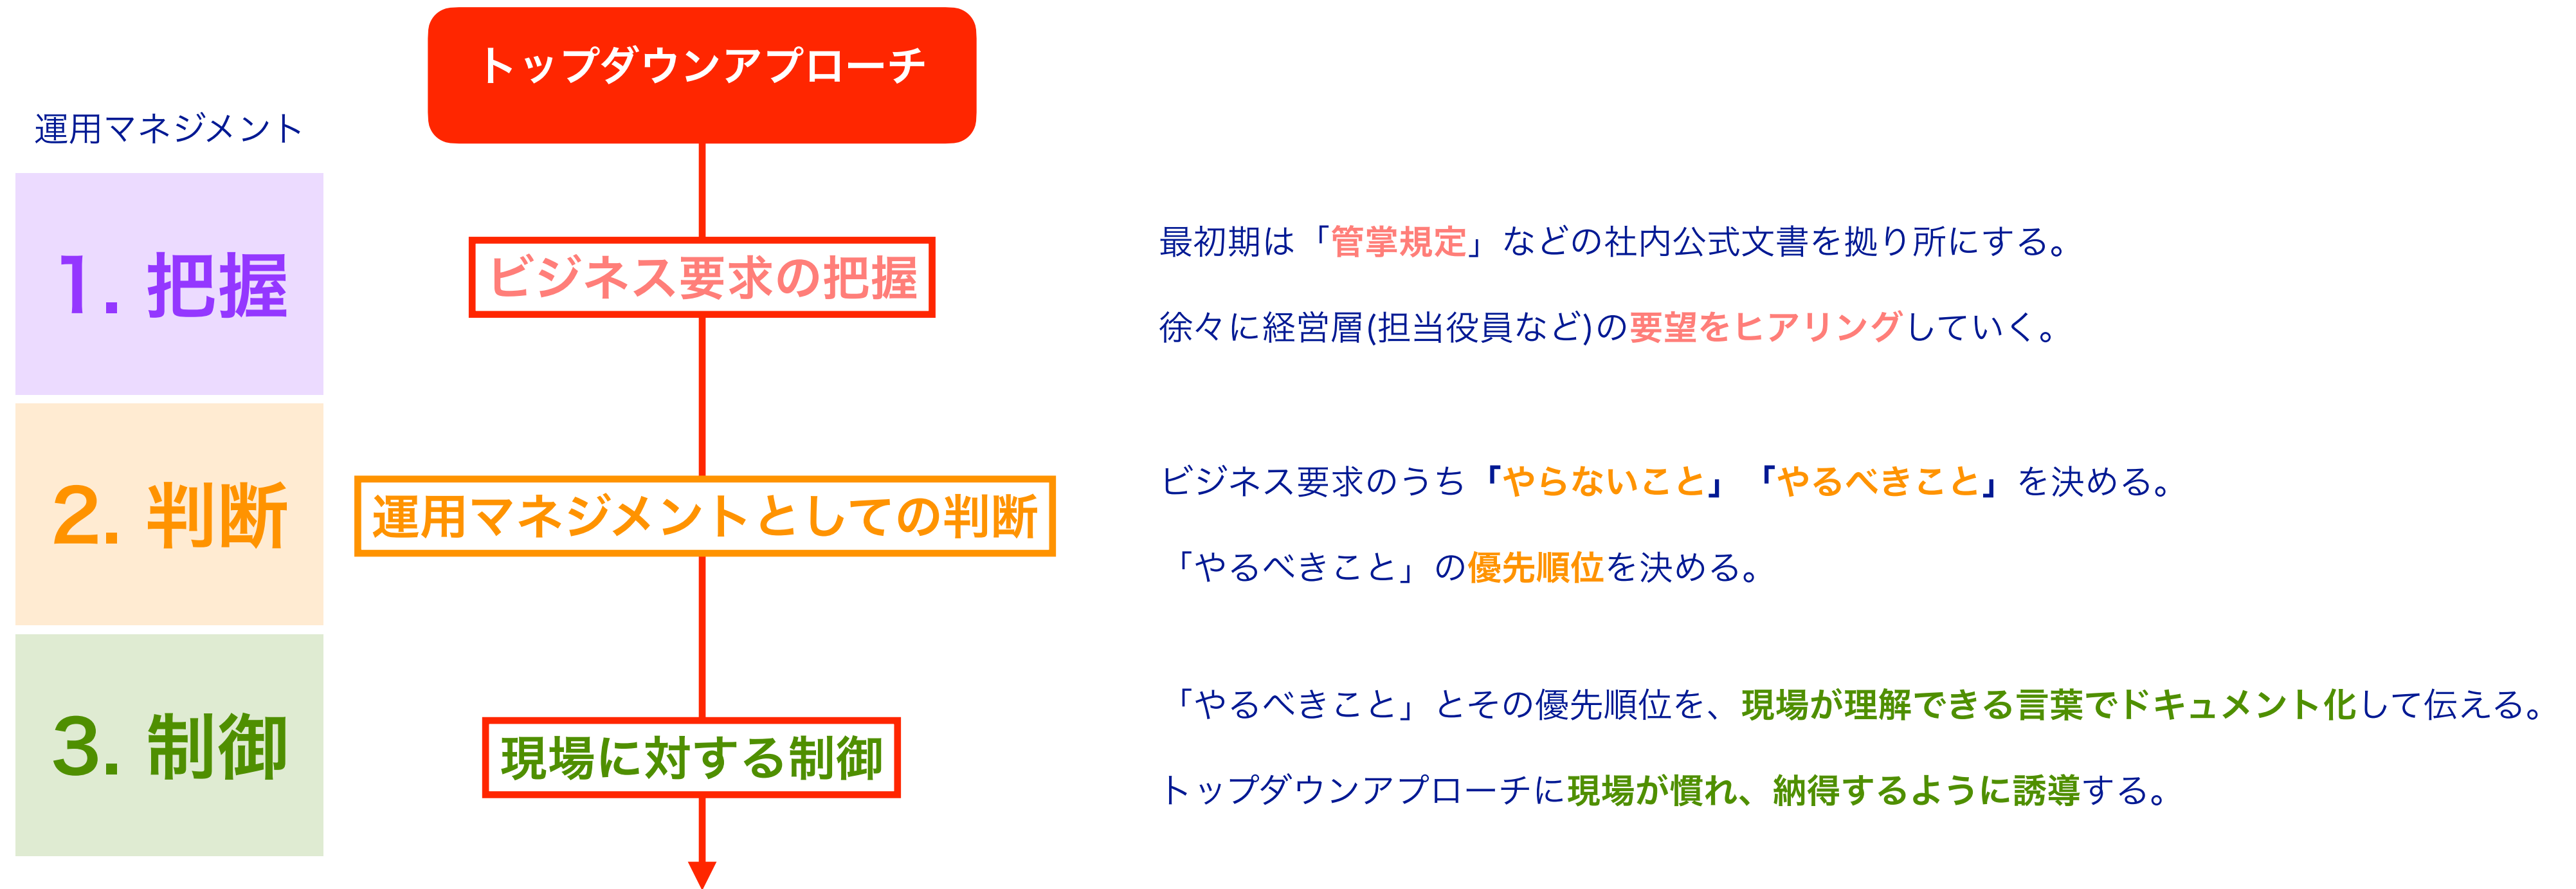 トップダウンアプローチ
運用マネジメント
1. 把握
ビジネス要求の把握
最初期は「管掌規定」などの社内公式文書を拠り所にする。
徐々に経営層(担当役員など)の要望をヒアリングしていく。
2. 判断
運用マネジメントとしての判断
ビジネス要求のうち「やらないこと」「やるべきこと」を決める。
「やるべきこと」の優先順位を決める。
3. 制御
現場に対する制御
「やるべきこと」とその優先順位を、現場が理解できる言葉でドキュメント化して伝える。
トップダウンアプローチに現場が慣れ、納得するように誘導する。